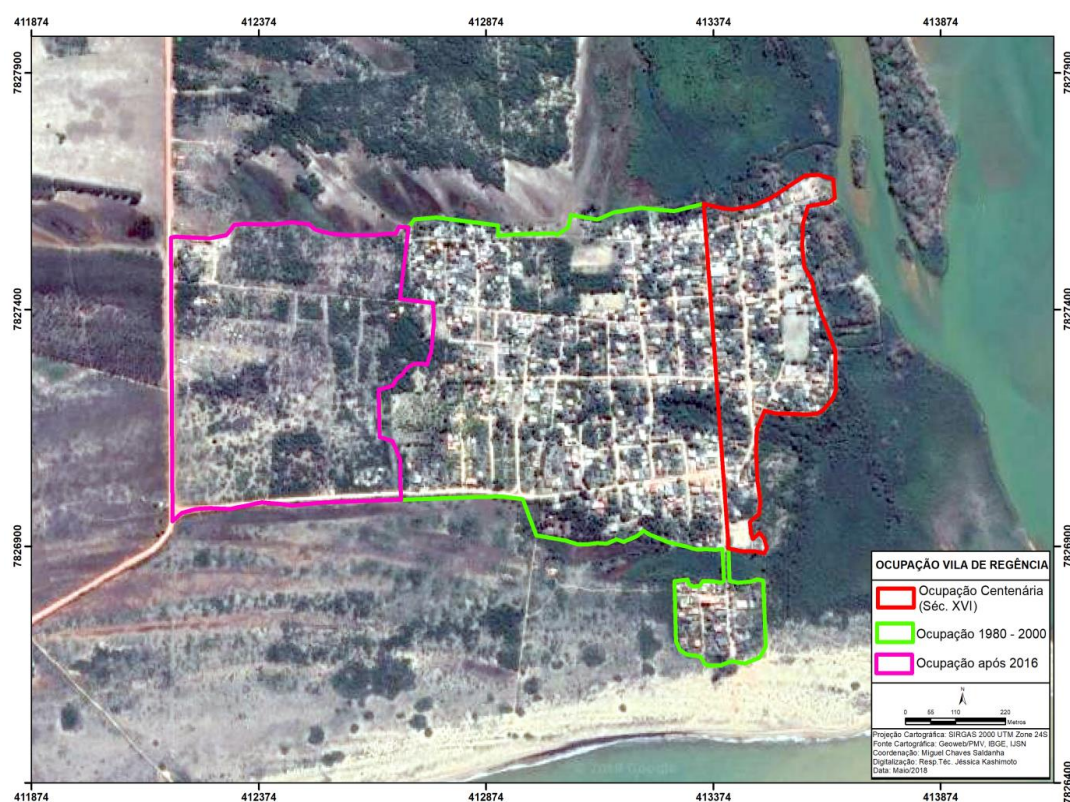 411874 412374 412874 413374 413874
7827900 7827900
7827400 7827400
7826900 7826900
OCUPAÇÃO VILA DE REGÊNCIA
Ocupação Centenária
(Séc. XVI)
Ocupação 1980 - 2000
Ocupação após 2016
N
0 55 110 220
Metros
Projeção Cartográfica: SIRGAS 2000 UTM Zone 24S
Fonte Cartográfica: Geoweb/PMV, IBGE, IJSN
Coordenação: Miguel Chaves Saldanha
Digitalização: Resp.Téc. Jéssica Kashimoto
Data: Maio/2018
7826400 7826400
411874 412374 412874 413374 413874